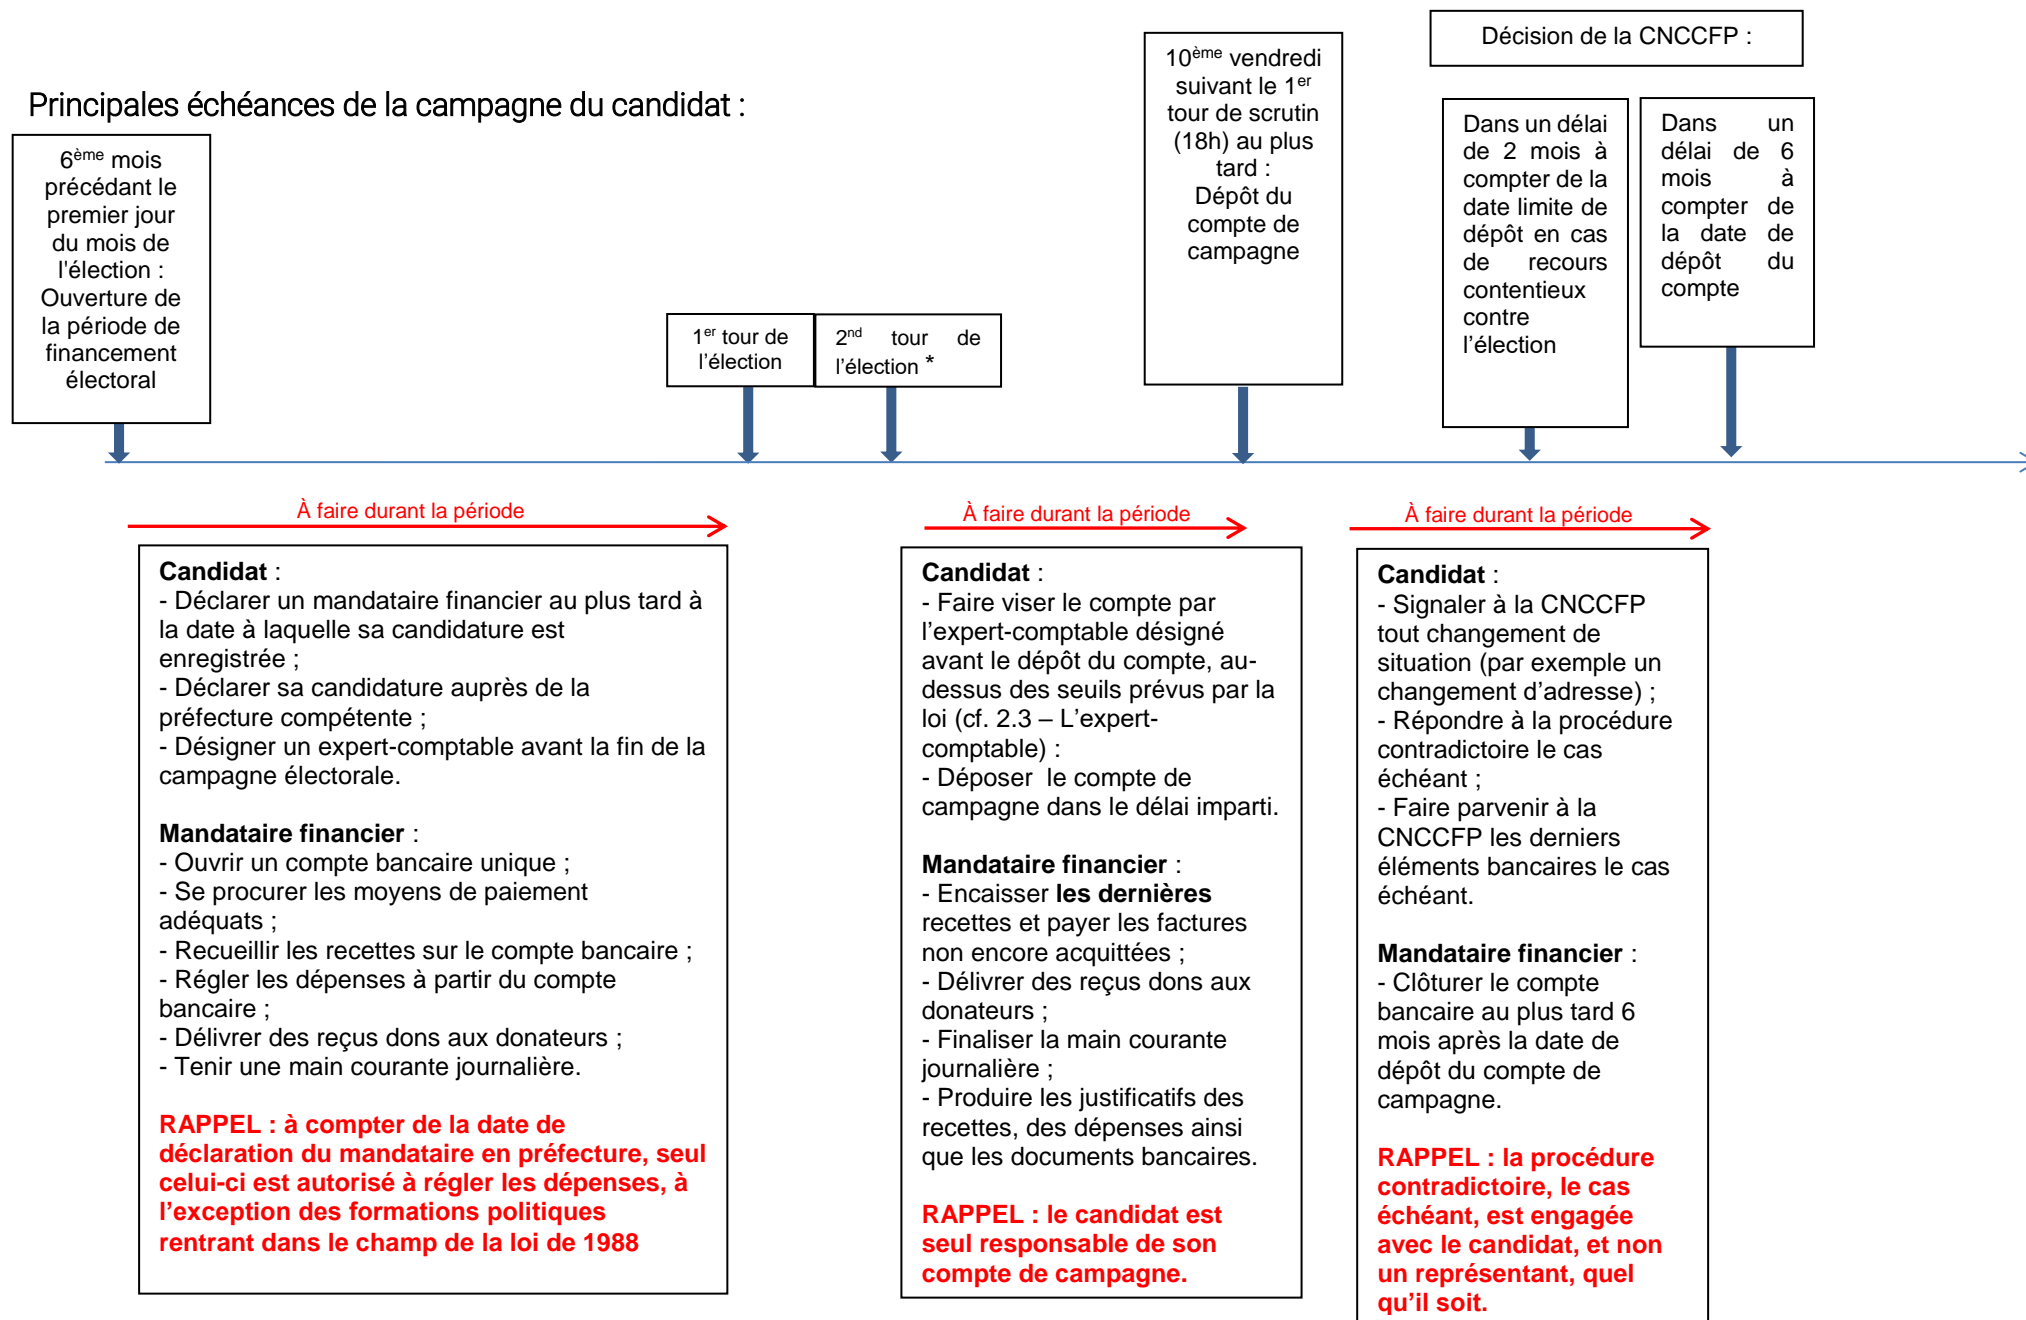 Principales échéances de la campagne du candidat :
6ème mois
précédant le
premier jour
du mois de
l'élection :
Ouverture de
la période de
financement
électoral
1er tour de
l’élection
2nd tour de
l’élection *
10ème vendredi
suivant le 1er
tour de scrutin
(18h) au plus
tard :
Dépôt du
compte de
campagne
Décision de la CNCCFP :
Dans un délai
de 2 mois à
compter de la
date limite de
dépôt en cas
de recours
contentieux
contre
l’élection
Dans un
délai de 6
mois à
compter de
la date de
dépôt du
compte
À faire durant la période
Candidat :
- Déclarer un mandataire financier au plus tard à
la date à laquelle sa candidature est
enregistrée ;
- Déclarer sa candidature auprès de la
préfecture compétente ;
- Désigner un expert-comptable avant la fin de la
campagne électorale.
Mandataire financier :
- Ouvrir un compte bancaire unique ;
- Se procurer les moyens de paiement
adéquats ;
- Recueillir les recettes sur le compte bancaire ;
- Régler les dépenses à partir du compte
bancaire ;
- Délivrer des reçus dons aux donateurs ;
- Tenir une main courante journalière.
RAPPEL : à compter de la date de
déclaration du mandataire en préfecture, seul
celui-ci est autorisé à régler les dépenses, à
l’exception des formations politiques
rentrant dans le champ de la loi de 1988
À faire durant la période
Candidat :
- Faire viser le compte par
l’expert-comptable désigné
avant le dépôt du compte, au-
dessus des seuils prévus par la
loi (cf. 2.3 – L’expert-
comptable) :
- Déposer le compte de
campagne dans le délai imparti.
Mandataire financier :
- Encaisser les dernières
recettes et payer les factures
non encore acquittées ;
- Délivrer des reçus dons aux
donateurs ;
- Finaliser la main courante
journalière ;
- Produire les justificatifs des
recettes, des dépenses ainsi
que les documents bancaires.
RAPPEL : le candidat est
seul responsable de son
compte de campagne.
À faire durant la période
Candidat :
- Signaler à la CNCCFP
tout changement de
situation (par exemple un
changement d’adresse) ;
- Répondre à la procédure
contradictoire le cas
échéant ;
- Faire parvenir à la
CNCCFP les derniers
éléments bancaires le cas
échéant.
Mandataire financier :
- Clôturer le compte
bancaire au plus tard 6
mois après la date de
dépôt du compte de
campagne.
RAPPEL : la procédure
contradictoire, le cas
échéant, est engagée
avec le candidat, et non
un représentant, quel
qu’il soit.